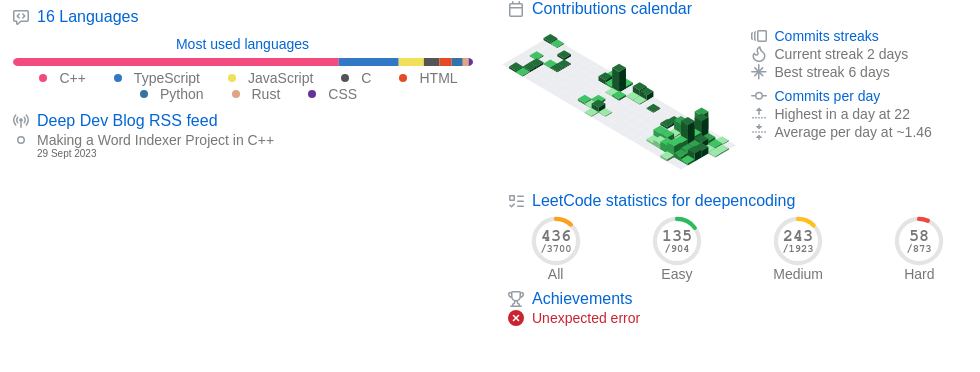 16 Languages
Most used languages
C++ TypeScript JavaScript C HTML
Python Rust CSS
Deep Dev Blog RSS feed
Making a Word Indexer Project in C++
29 Sept 2023
Contributions calendar
Commits streaks
Current streak 2 days
Best streak 6 days
Commits per day
Highest in a day at 22
Average per day at ~1.46
LeetCode statistics for deepencoding
436 135 243 58
/3700 /904 /1923 /873
All Easy Medium Hard
Achievements
Unexpected error